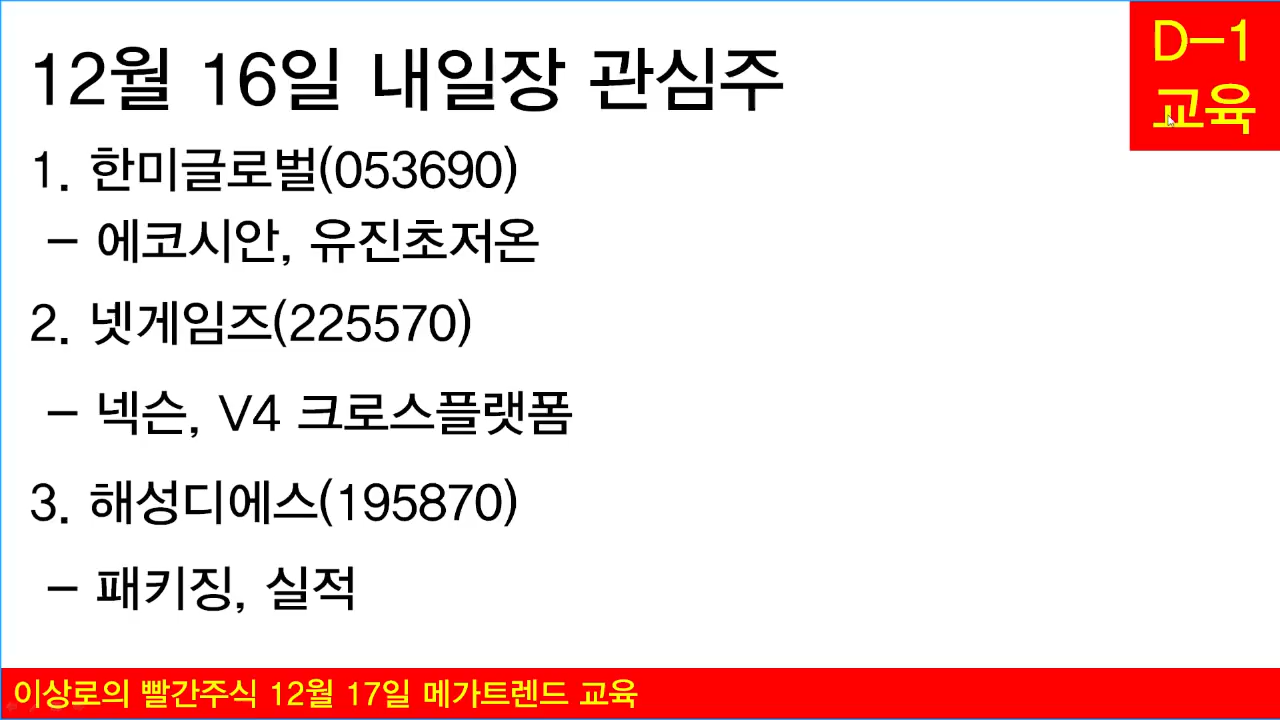 12월 16일 내일장 관심주
D-1
교육
1. 한미글로벌(053690)
- 에코시안, 유진초저온
2. 넷게임즈(225570)
- 넥슨, V4 크로스플랫폼
3. 해성디에스(195870)
- 패키징, 실적
이상로의 빨간주식 12월 17일 메가트렌드 교육